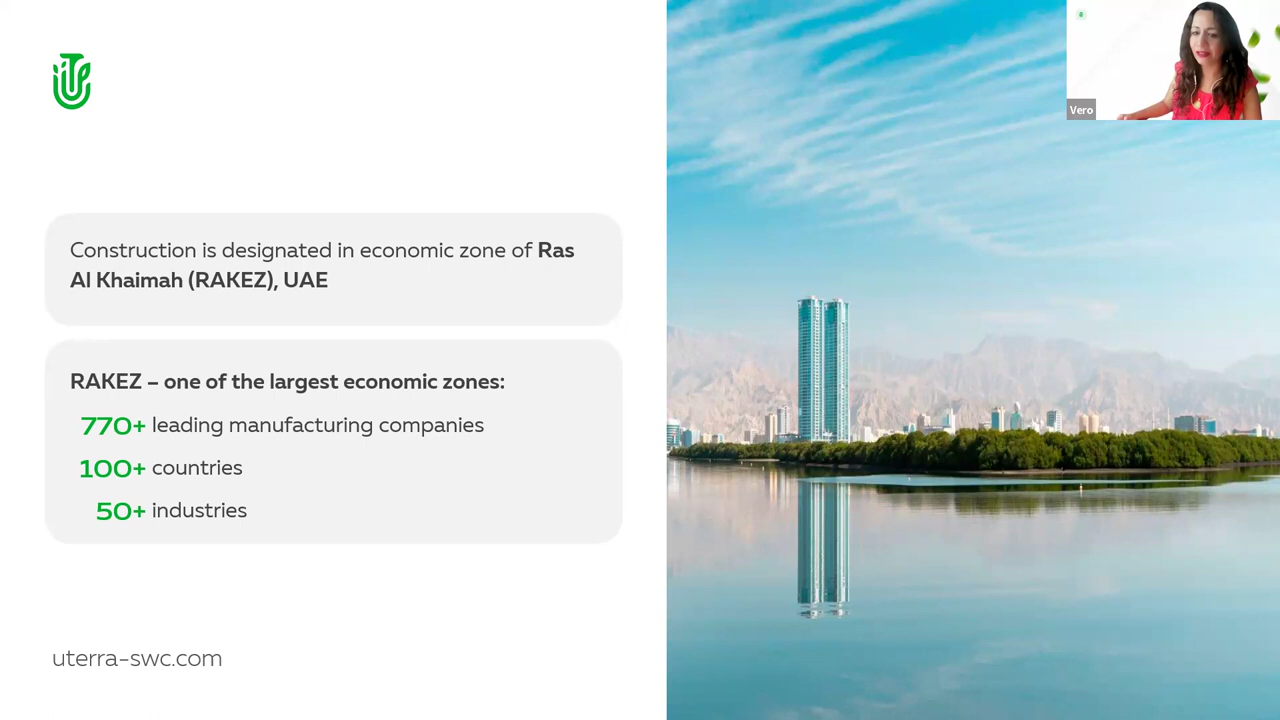 Vero
Construction is designated in economic zone of Ras
Al Khaimah (RAKEZ), UAE
RAKEZ – one of the largest economic zones:
770+ leading manufacturing companies
100+ countries
50+ industries
uterra-swc.com